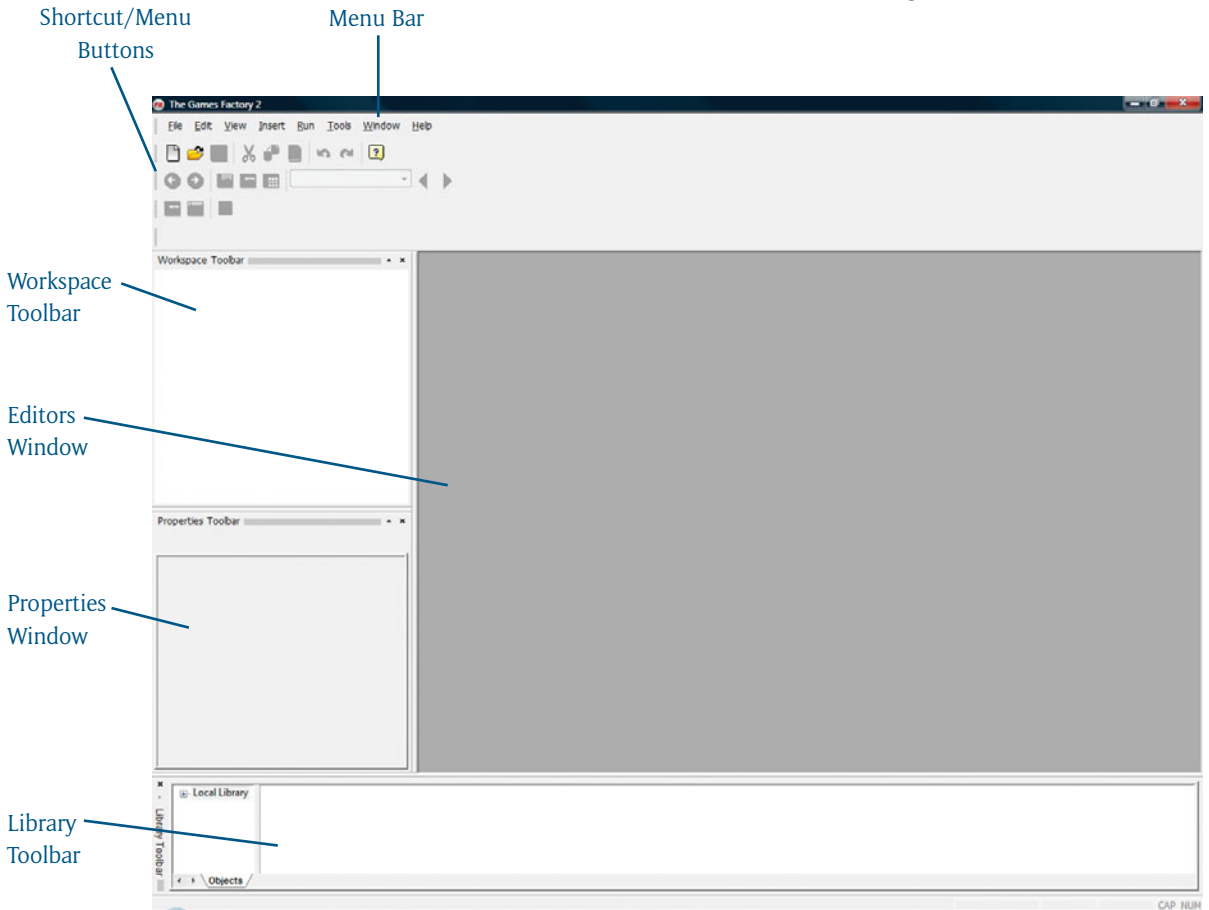 Shortcut/Menu
Buttons
Menu Bar
The Games Factory 2
File Edit View Insert Run Tools Window Help
Workspace Toolbar
Workspace
Toolbar
Editors
Window
Properties Toolbar
Properties
Window
Local Library
Library Toolbar
Library
Toolbar
Objects
CAP NUM